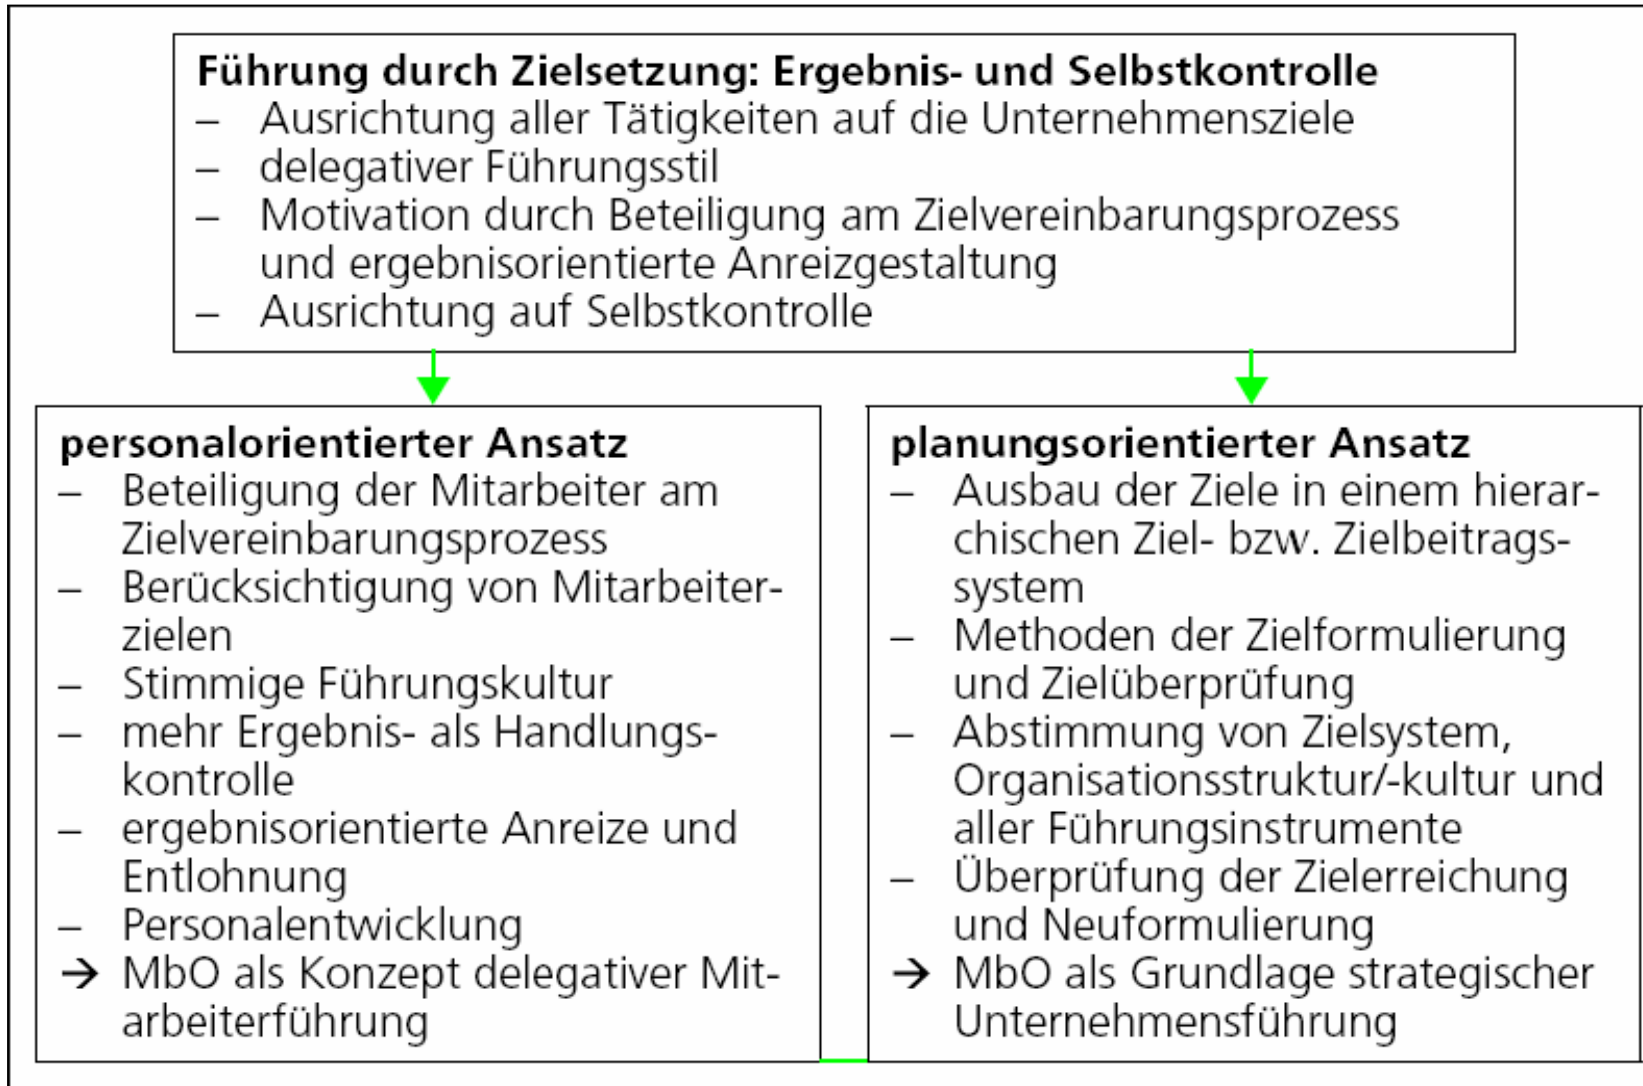 Führung durch Zielsetzung: Ergebnis- und Selbstkontrolle
– Ausrichtung aller Tätigkeiten auf die Unternehmensziele
– delegativer Führungsstil
– Motivation durch Beteiligung am Zielvereinbarungsprozess
und ergebnisorientierte Anreizgestaltung
– Ausrichtung auf Selbstkontrolle
personalorientierter Ansatz
– Beteiligung der Mitarbeiter am
Zielvereinbarungsprozess
– Berücksichtigung von Mitarbeiter-
zielen
– Stimmige Führungskultur
– mehr Ergebnis- als Handlungs-
kontrolle
– ergebnisorientierte Anreize und
Entlohnung
– Personalentwicklung
→ MbO als Konzept delegativer Mit-
arbeiterführung
planungsorientierter Ansatz
– Ausbau der Ziele in einem hierar-
chischen Ziel- bzw. Zielbeitrags-
system
– Methoden der Zielformulierung
und Zielüberprüfung
– Abstimmung von Zielsystem,
Organisationsstruktur/-kultur und
aller Führungsinstrumente
– Überprüfung der Zielerreichung
und Neuformulierung
→ MbO als Grundlage strategischer
Unternehmensführung